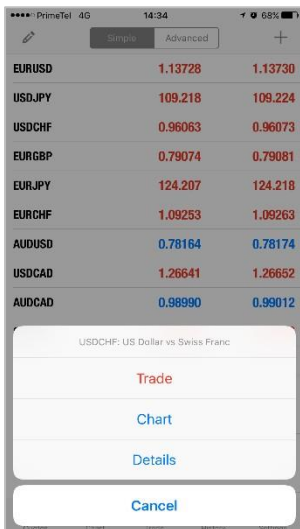 PrimeTel 4G 14:34 68%
Simple Advanced
EURUSD 1.13728 1.13730
USDJPY 109.218 109.224
USDCHF 0.96063 0.96073
EURGBP 0.79074 0.79081
EURJPY 124.207 124.218
EURCHF 1.09253 1.09263
AUDUSD 0.78164 0.78174
USDCAD 1.26641 1.26652
AUDCAD 0.98990 0.99012
USDCHF: US Dollar vs Swiss Franc
Trade
Chart
Details
Cancel